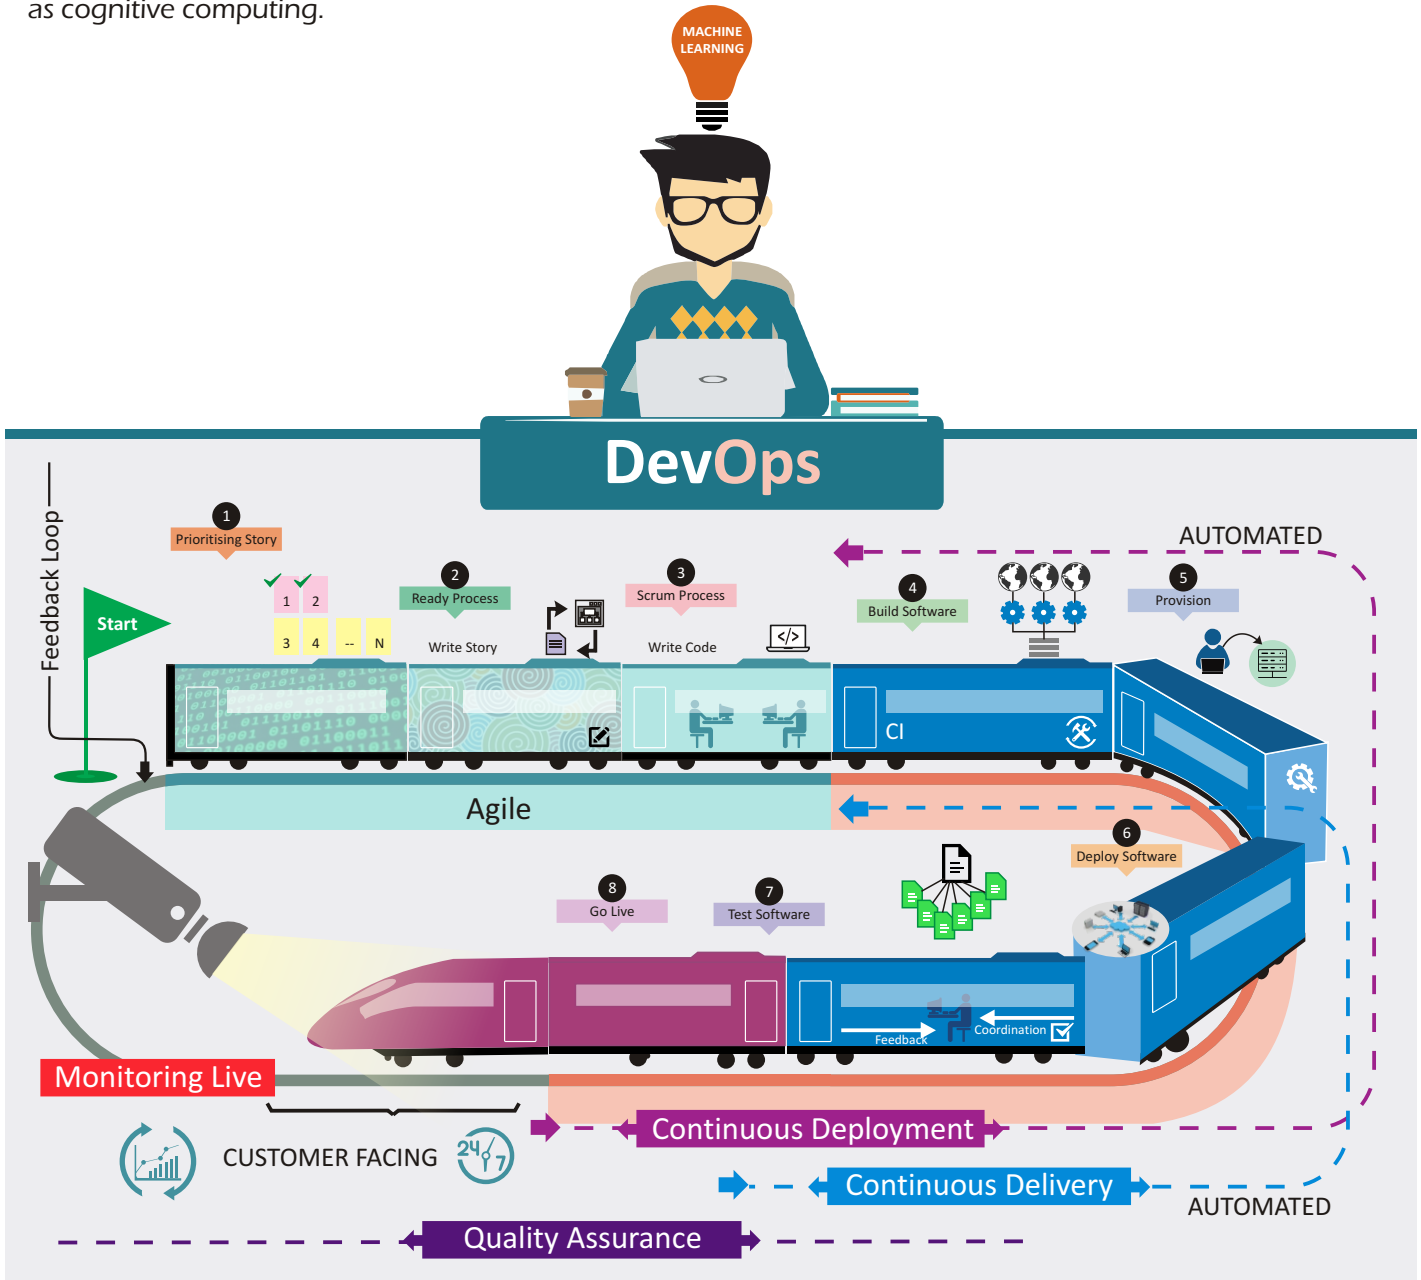 as cognitive computing.
MACHINE
LEARNING
DevOps
Feedback Loop
Start
1
Prioritising Story
1 2
3 4 -- N
2
Ready Process
Write Story
3
Scrum Process
Write Code
</>
4
Build Software
AUTOMATED
5
Provision
CI
Agile
6
Deploy Software
8
Go Live
7
Test Software
Feedback
Coordination
Monitoring Live
CUSTOMER FACING
24/7
Continuous Deployment
Continuous Delivery
AUTOMATED
Quality Assurance